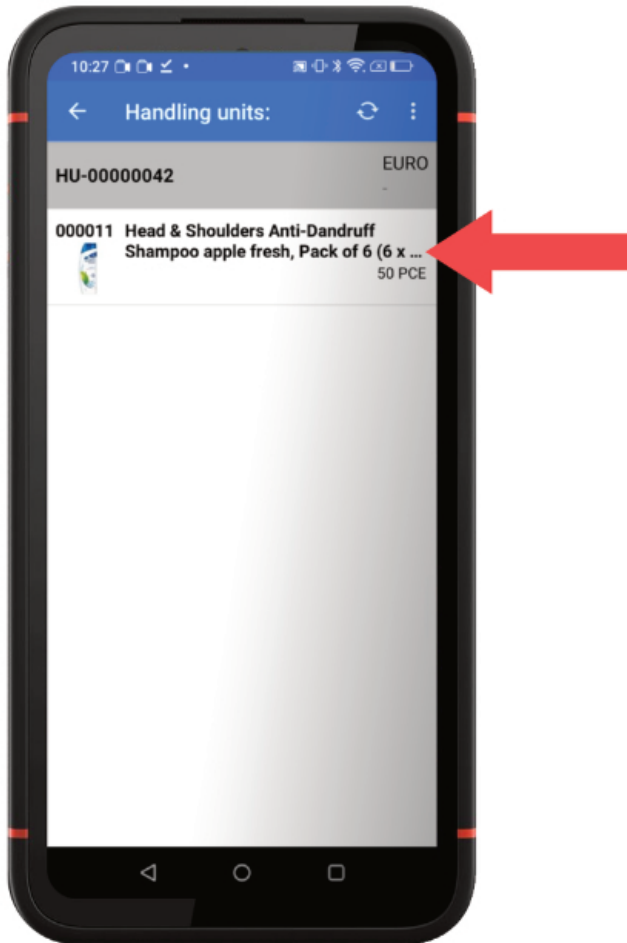 10:27
Handling units:
HU-00000042
EURO
-
000011 Head & Shoulders Anti-Dandruff
Shampoo apple fresh, Pack of 6 (6 x ...
50 PCE